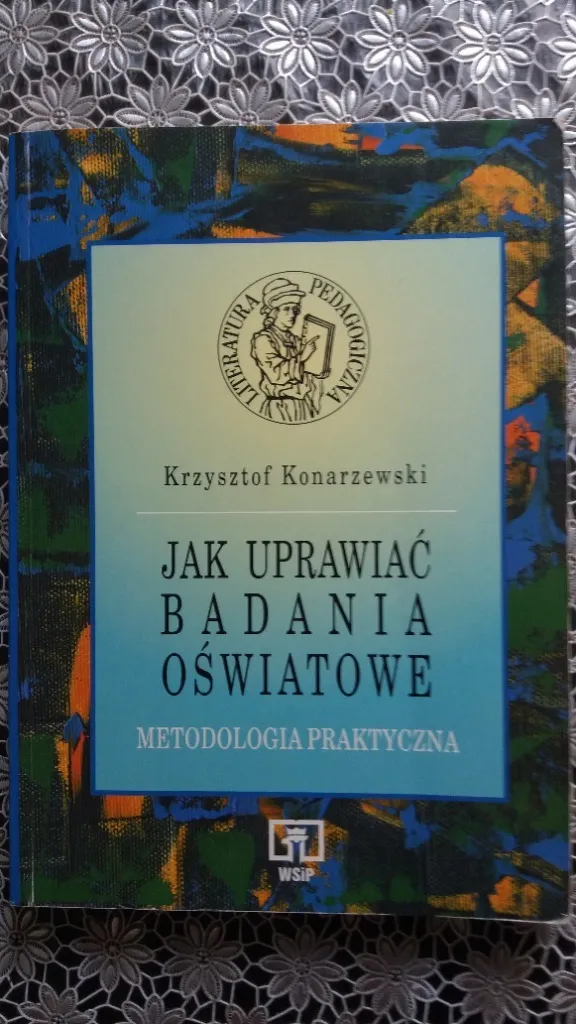 LITERATURA PEDAGOGICZNA
Krzysztof Konarzewski
JAK UPRAWIAĆ
BADANIA
OŚWIATOWE
METODOLOGIA PRAKTYCZNA
WSiP